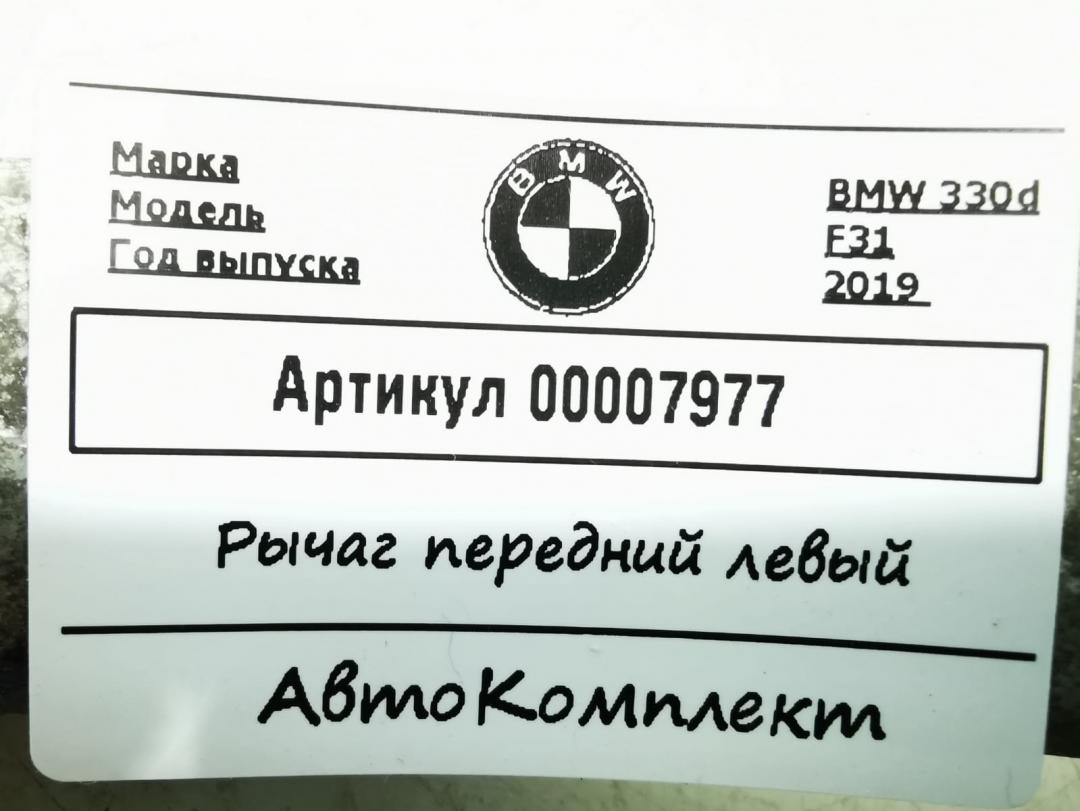 Марка BMW 330d
Модель F31
Год выпуска 2019
BMW
Артикул 00007977
Рычаг передний левый
АвтоКомплект